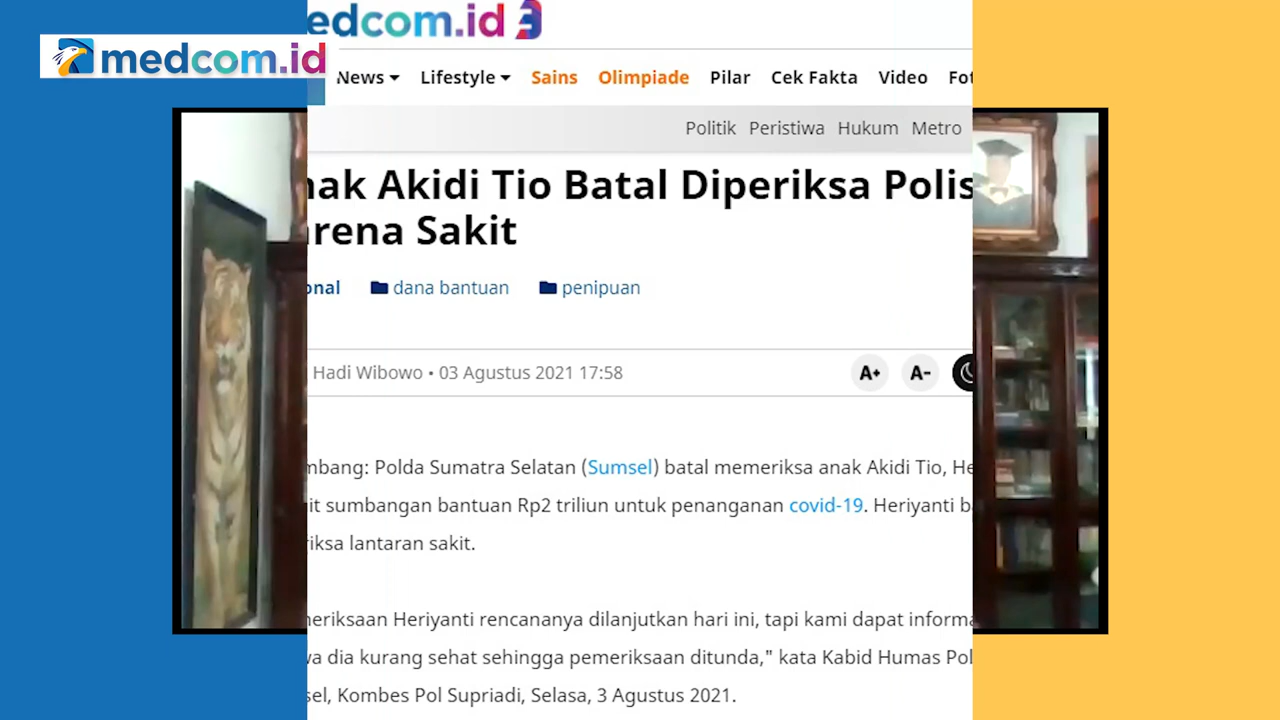 edcom.id
medcom.id
News Lifestyle Sains Olimpiade Pilar Cek Fakta Video Fot
Politik Peristiwa Hukum Metro
nak Akidi Tio Batal Diperiksa Polis
arena Sakit
onal dana bantuan penipuan
Hadi Wibowo • 03 Agustus 2021 17:58 A+ A-
mbang: Polda Sumatra Selatan (Sumsel) batal memeriksa anak Akidi Tio, He
it sumbangan bantuan Rp2 triliun untuk penanganan covid-19. Heriyanti ba
riksa lantaran sakit.
meriksaan Heriyanti rencananya dilanjutkan hari ini, tapi kami dapat informa
wa dia kurang sehat sehingga pemeriksaan ditunda," kata Kabid Humas Pol
sel, Kombes Pol Supriadi, Selasa, 3 Agustus 2021.